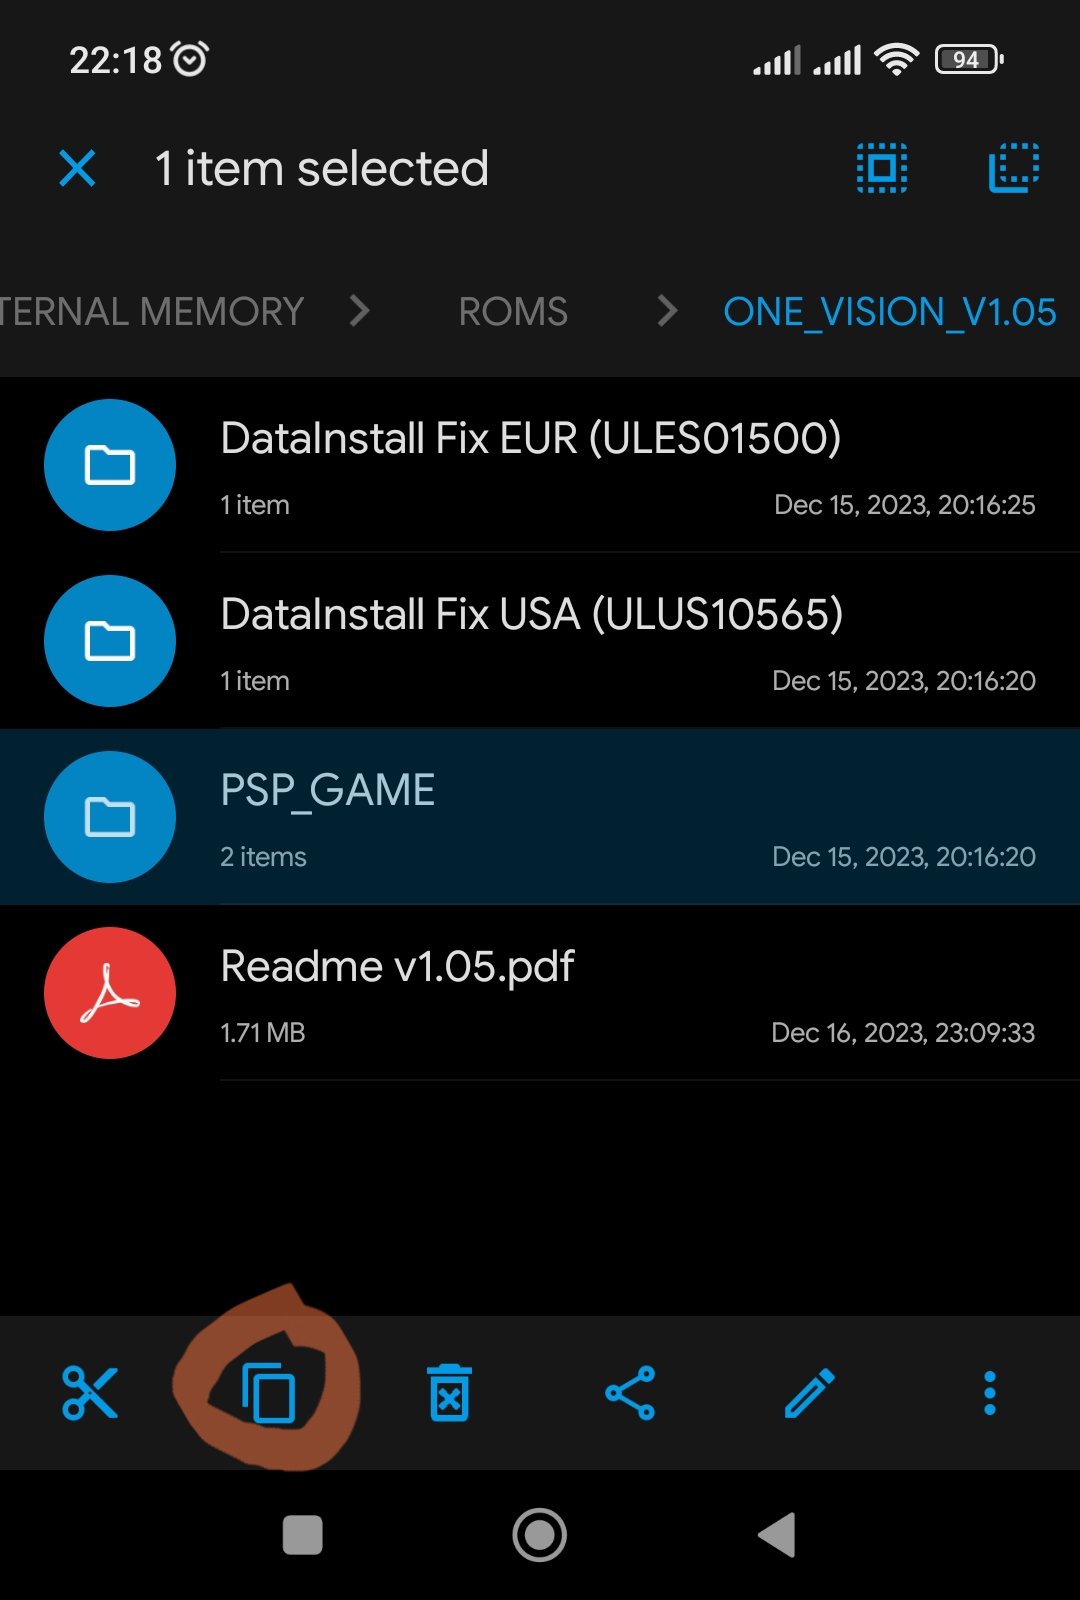 22:18 94
1 item selected
TERNAL MEMORY > ROMS > ONE_VISION_V1.05
DataInstall Fix EUR (ULES01500)
1 item Dec 15, 2023, 20:16:25
DataInstall Fix USA (ULUS10565)
1 item Dec 15, 2023, 20:16:20
PSP_GAME
2 items Dec 15, 2023, 20:16:20
Readme v1.05.pdf
1.71 MB Dec 16, 2023, 23:09:33